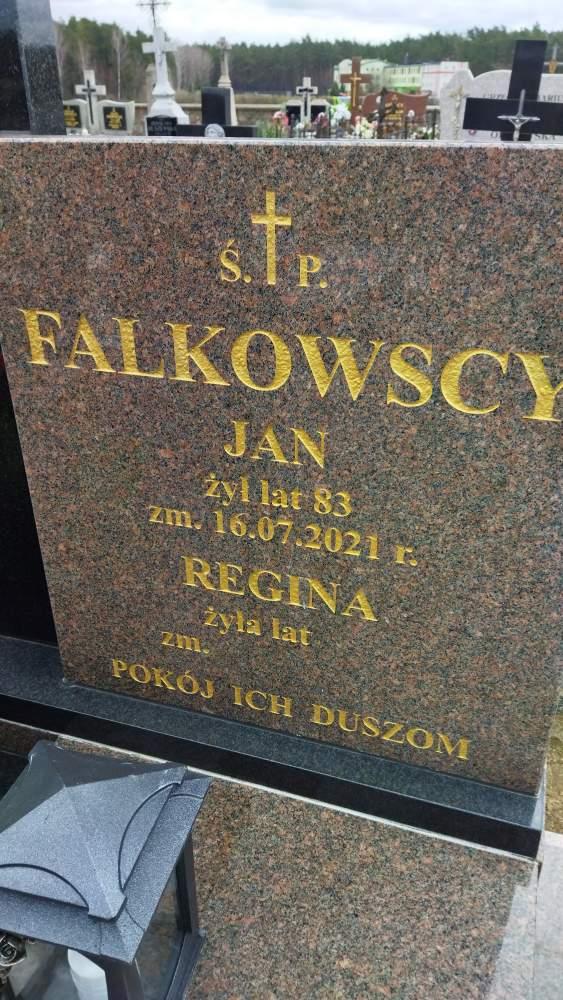 Ś. P.
FALKOWSCY
JAN
żył lat 83
zm. 16.07.2021 r.
REGINA
żyła lat
zm.
POKÓJ ICH DUSZOM